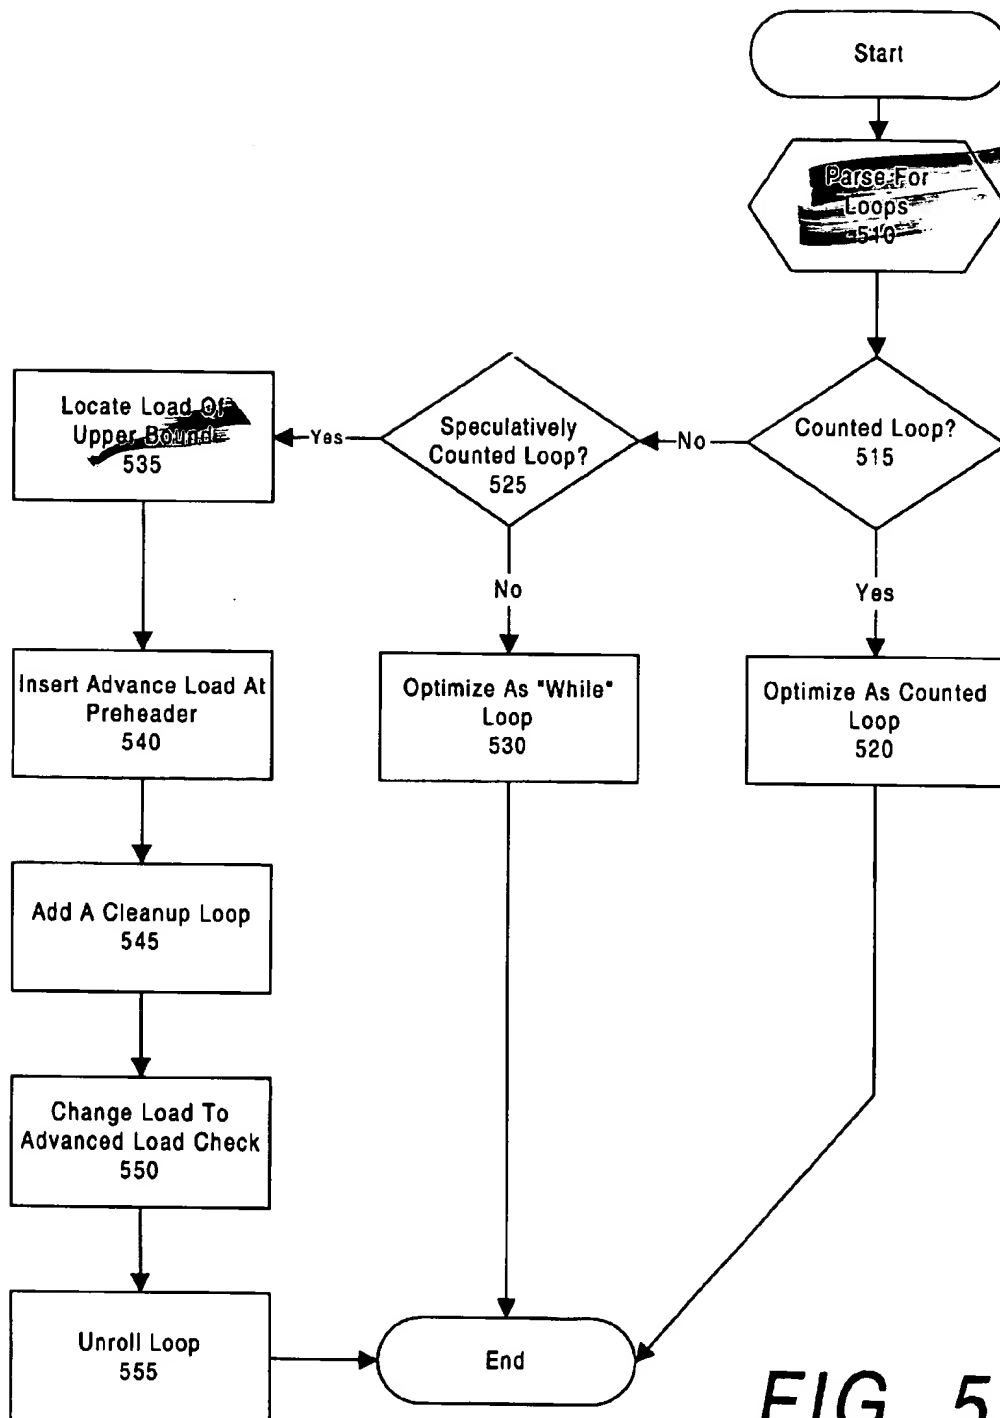 Start
Parse For
Loops
510
Counted Loop?
515
No
Yes
Speculatively
Counted Loop?
525
Yes
No
Locate Load Of
Upper Bound
535
Insert Advance Load At
Preheader
540
Optimize As "While"
Loop
530
Optimize As Counted
Loop
520
Add A Cleanup Loop
545
Change Load To
Advanced Load Check
550
Unroll Loop
555
End
FIG. 5